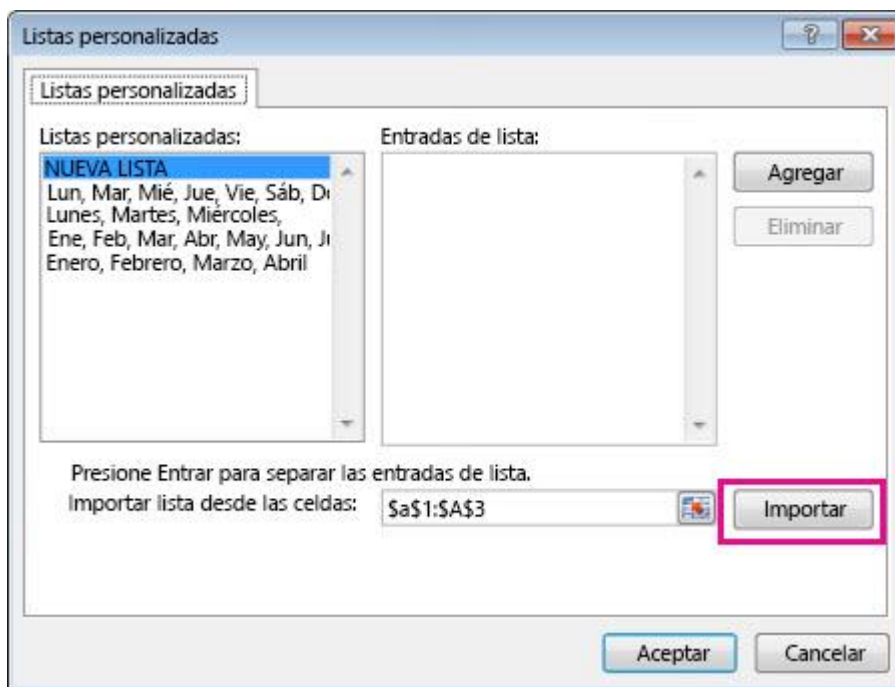 Listas personalizadas
Listas personalizadas
Listas personalizadas:
Entradas de lista:
NUEVA LISTA
Lun, Mar, Mié, Jue, Vie, Sáb, D
Lunes, Martes, Miércoles,
Ene, Feb, Mar, Abr, May, Jun, J
Enero, Febrero, Marzo, Abril
Agregar
Eliminar
Presione Entrar para separar las entradas de lista.
Importar lista desde las celdas:
$a$1:$A$3
Importar
Aceptar
Cancelar